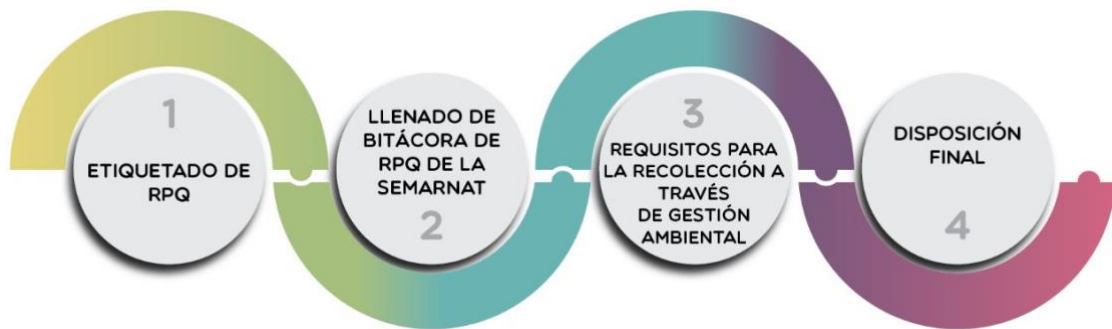 1
ETIQUETADO DE
RPQ
LLENADO DE
BITÁCORA DE
RPQ DE LA
SEMARNAT
2
3
REQUISITOS PARA
LA RECOLECCIÓN A
TRAVÉS
DE GESTIÓN
AMBIENTAL
DISPOSICIÓN
FINAL
4